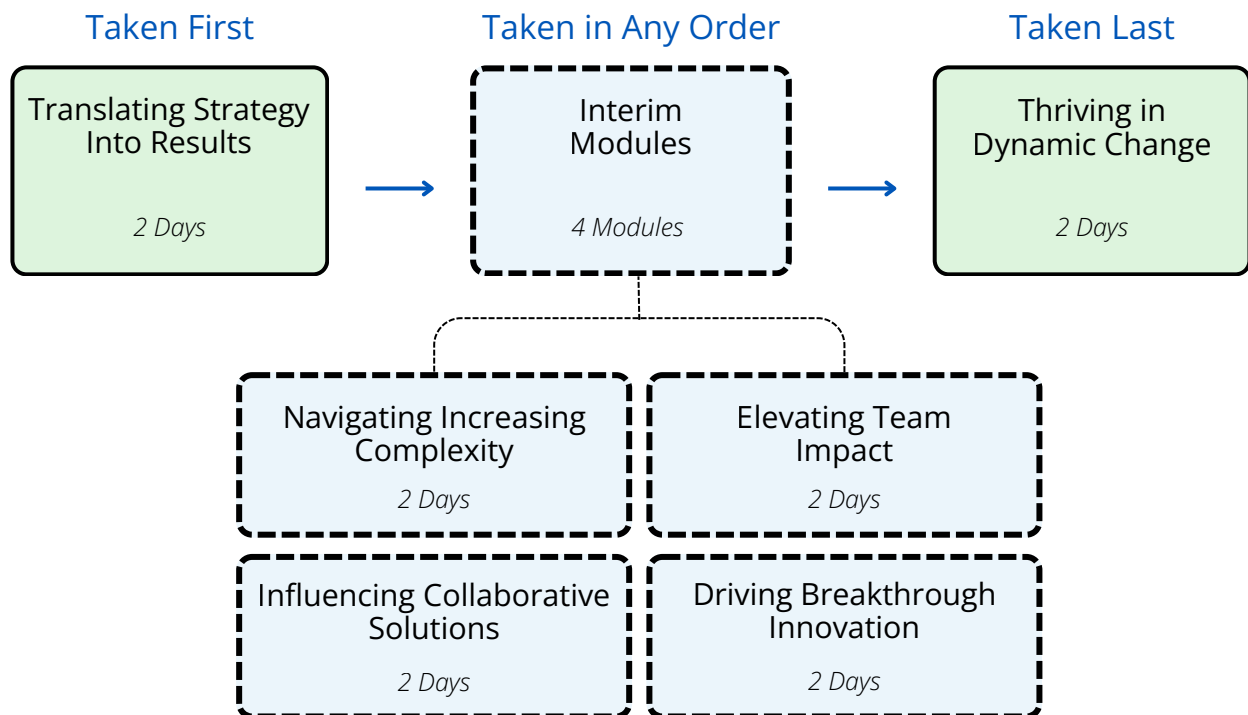 Taken First
Taken in Any Order
Taken Last
Translating Strategy
Into Results
2 Days
Interim
Modules
4 Modules
Thriving in
Dynamic Change
2 Days
Navigating Increasing
Complexity
2 Days
Elevating Team
Impact
2 Days
Influencing Collaborative
Solutions
2 Days
Driving Breakthrough
Innovation
2 Days